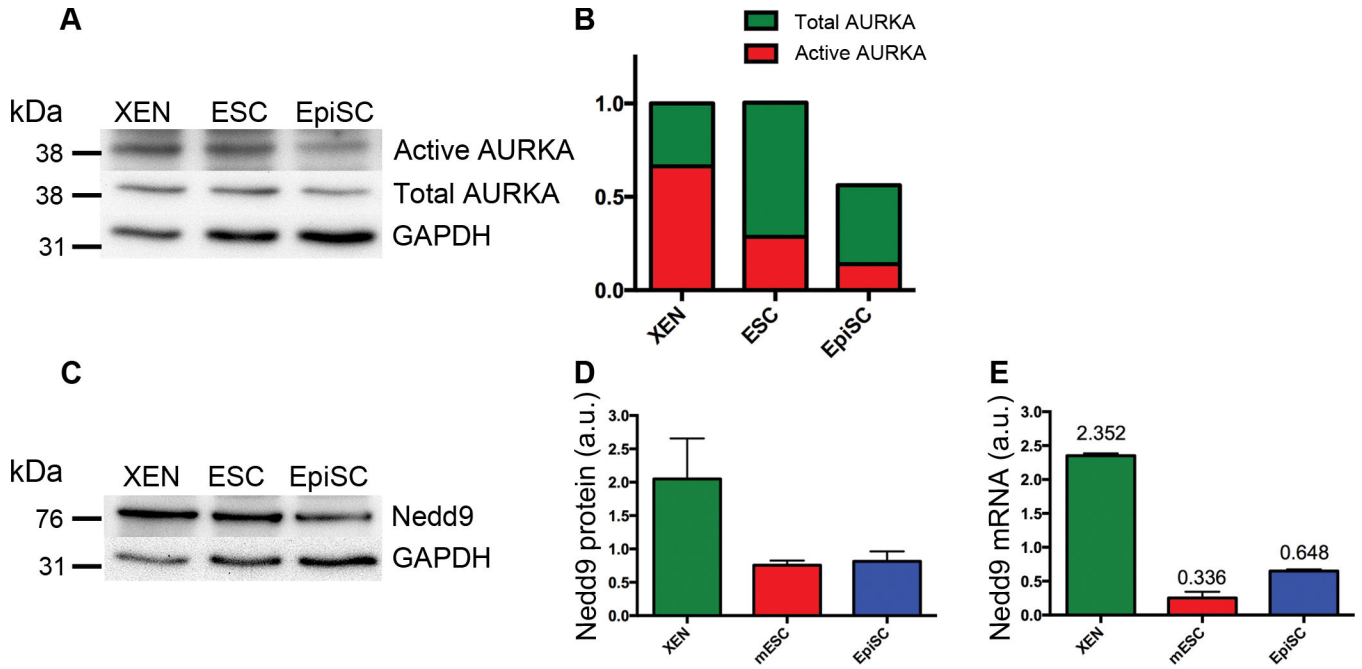 A
kDa
XEN ESC EpiSC
38 Active AURKA
38 Total AURKA
31 GAPDH
B
Total AURKA
Active AURKA
1.0
0.5
0.0
XEN ESC EpiSC
C
kDa
XEN ESC EpiSC
76 Nedd9
31 GAPDH
D
Nedd9 protein (a.u.)
3.0
2.5
2.0
1.5
1.0
0.5
0.0
XEN mESC EpiSC
E
Nedd9 mRNA (a.u.)
3.0
2.5
2.0
1.5
1.0
0.5
0.0
2.352
0.336
0.648
XEN mESC EpiSC